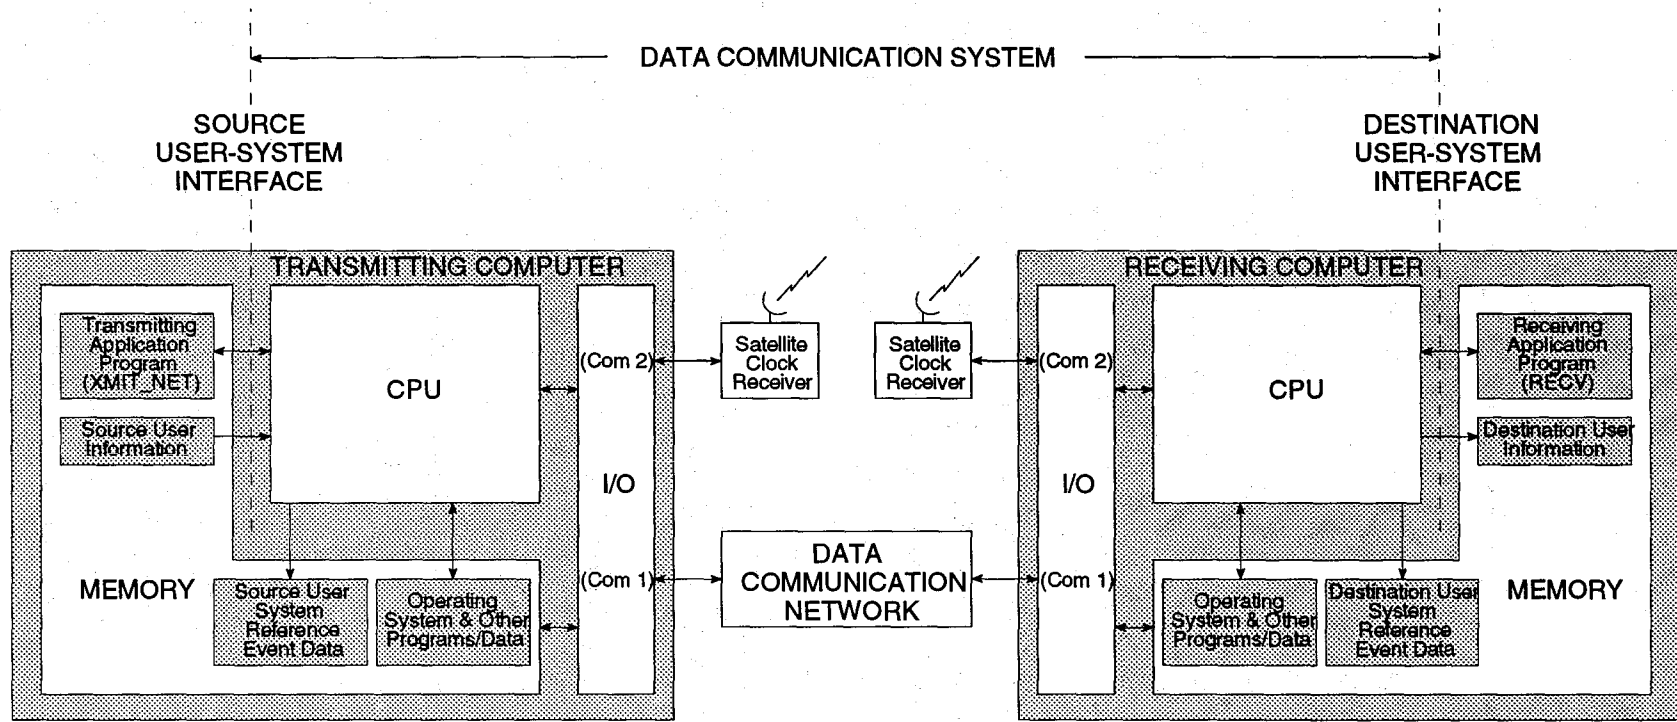 DATA COMMUNICATION SYSTEM
SOURCE
USER-SYSTEM
INTERFACE
DESTINATION
USER-SYSTEM
INTERFACE
TRANSMITTING COMPUTER
Transmitting
Application
Program
(XMIT_NET)
Source User
Information
CPU
(Com 2)
I/O
(Com 1)
MEMORY
Source User
System
Reference
Event Data
Operating
System & Other
Programs/Data
Satellite
Clock
Receiver
Satellite
Clock
Receiver
DATA
COMMUNICATION
NETWORK
RECEIVING COMPUTER
(Com 2)
I/O
(Com 1)
CPU
Receiving
Application
Program
(RECV)
Destination User
Information
Operating
System & Other
Programs/Data
Destination User
System
Reference
Event Data
MEMORY